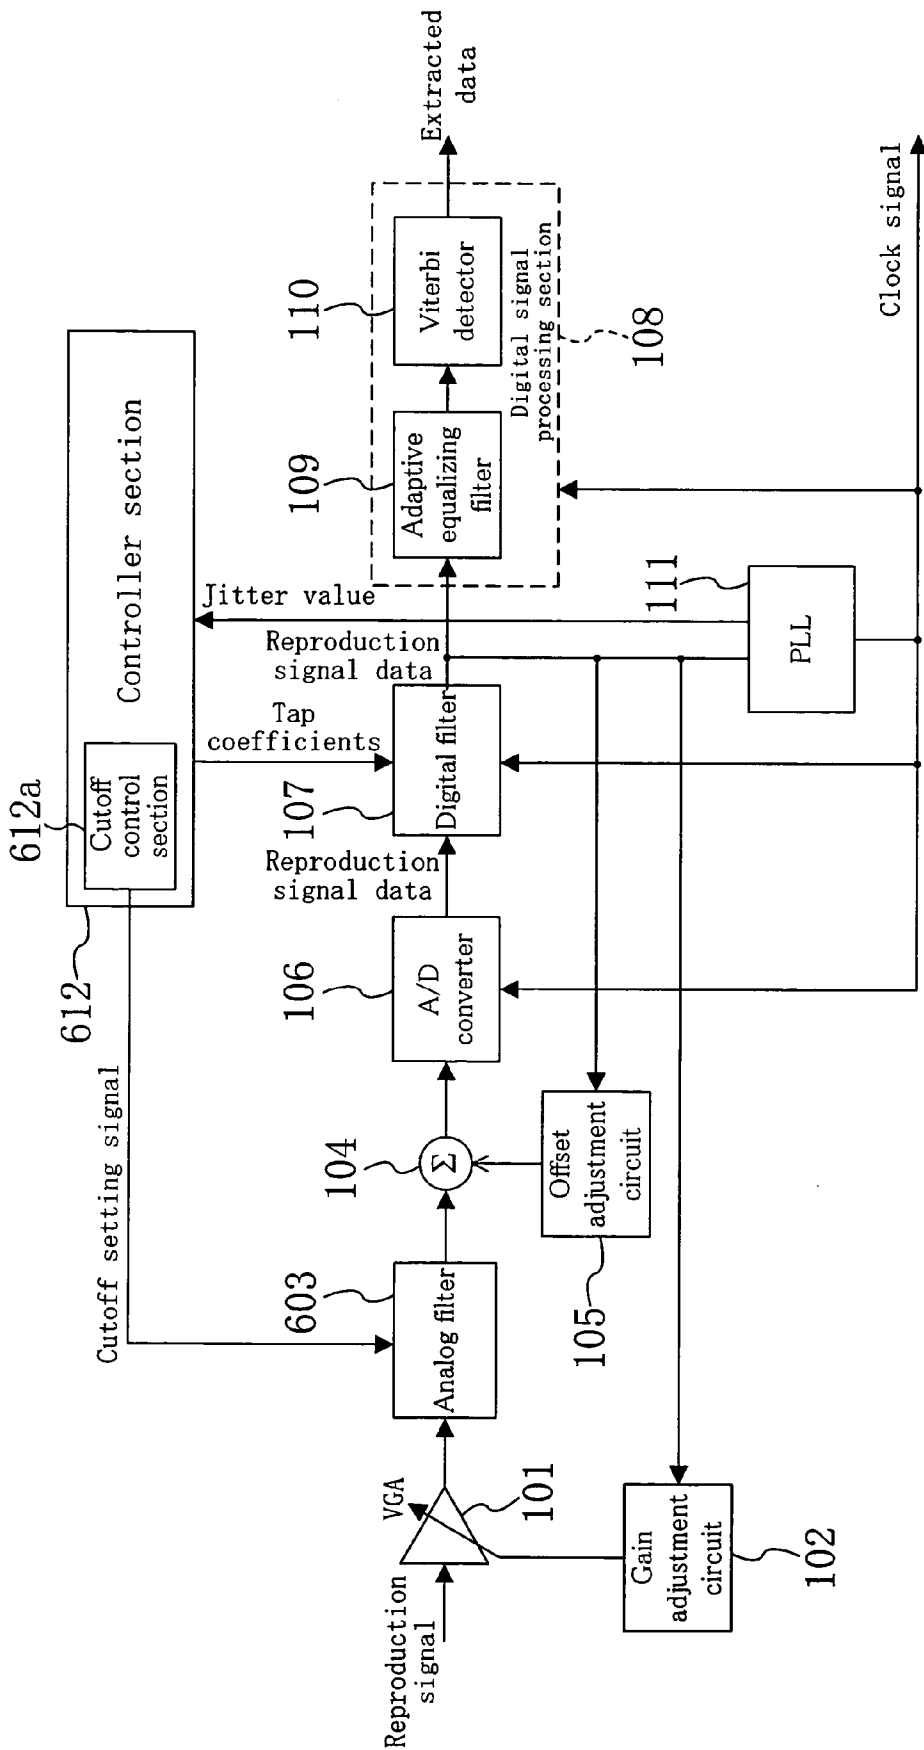 612a
Cutoff
control
section
Controller section
612
Cutoff setting signal
Tap
coefficients
Jitter value
Reproduction
signal
VGA
101
Gain
adjustment
circuit
102
603
Analog filter
104
Σ
Offset
adjustment
circuit
105
106
A/D
converter
Reproduction
signal data
107
Digital filter
Reproduction
signal data
109
Adaptive
equalizing
filter
110
Viterbi
detector
Digital signal
processing section
108
Extracted
data
111
PLL
Clock signal